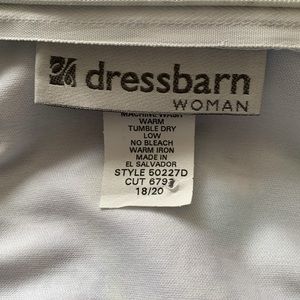 dressbarn
WOMAN
MACHINE WASH
WARM
TUMBLE DRY
LOW
NO BLEACH
WARM IRON
MADE IN
EL SALVADOR
STYLE 50227D
CUT 6793
18/20